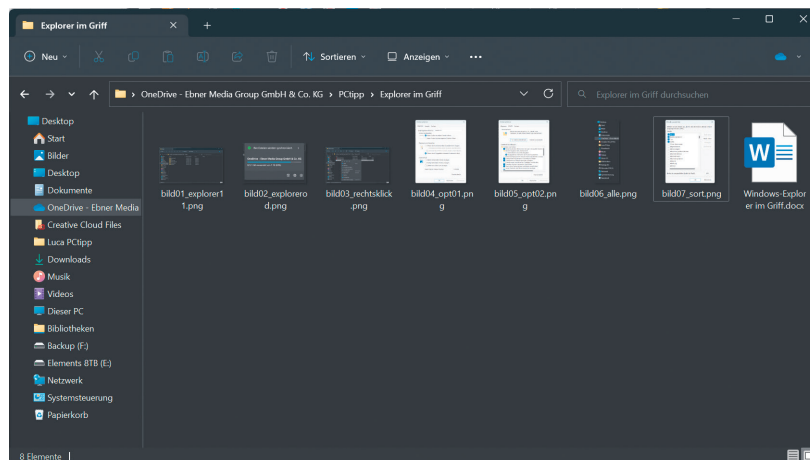 Explorer im Griff
Neu
Sortieren
Anzeigen
OneDrive - Ebner Media Group GmbH & Co. KG › PCtipp › Explorer im Griff
Explorer im Griff durchsuchen
Desktop
Start
Bilder
Desktop
Dokumente
OneDrive - Ebner Media
Creative Cloud Files
Luca PCtipp
Downloads
Musik
Videos
Dieser PC
Bibliotheken
Backup (F:)
Elements 8TB (E:)
Netzwerk
Systemsteuerung
Papierkorb
W
bild01_explorer1
1.png
bild02_explorero
d.png
bild03_rechtsklick
.png
bild04_opt01.pn
g
bild05_opt02.pn
g
bild06_alle.png
bild07_sort.png
Windows-Explor
er im Griff.docx
8 Elemente